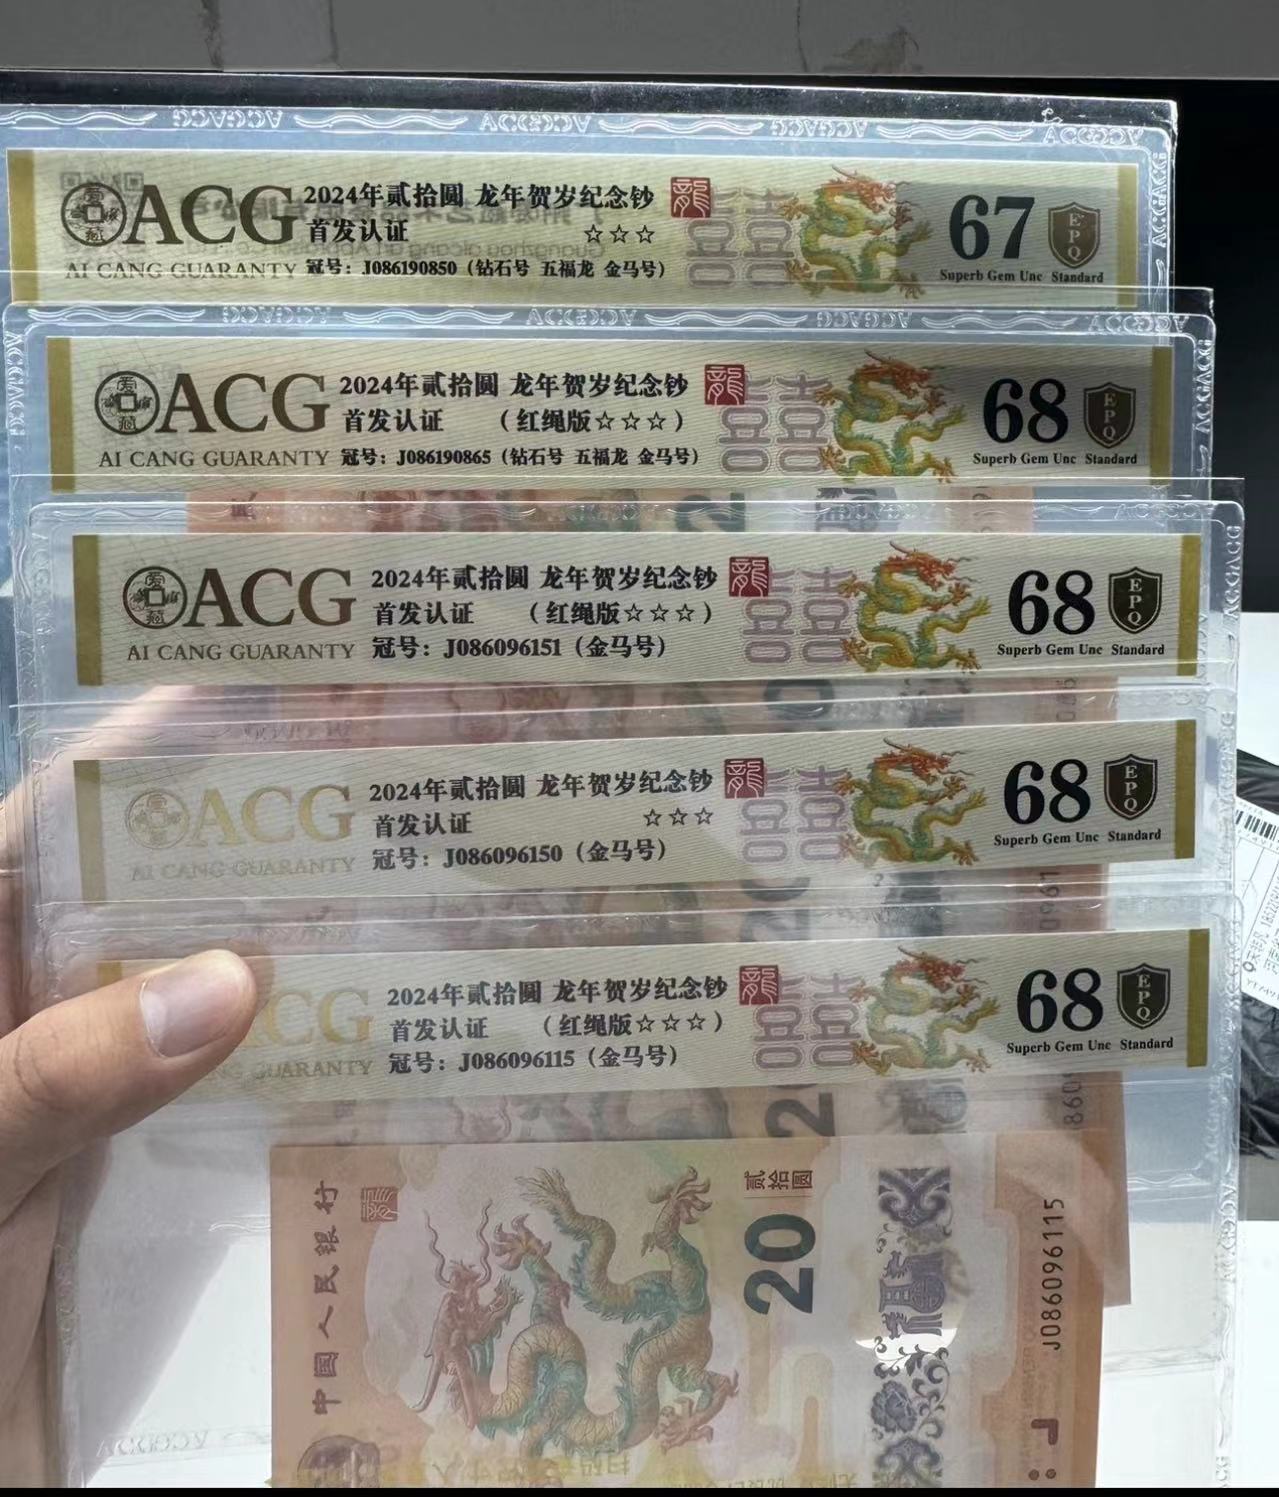 ACG 2024年贰拾圆 龙年贺岁纪念钞 龍 67 EPQ
首发认证 ☆☆☆
AI CANG GUARANTY 冠号：J086190850（钻石号 五福龙 金马号） Superb Gem Unc Standard
ACG 2024年贰拾圆 龙年贺岁纪念钞 龍 68 EPQ
首发认证 （红绳版☆☆☆）
AI CANG GUARANTY 冠号：J086190865（钻石号 五福龙 金马号） Superb Gem Unc Standard
ACG 2024年贰拾圆 龙年贺岁纪念钞 龍 68 EPQ
首发认证 （红绳版☆☆☆）
AI CANG GUARANTY 冠号：J086096151（金马号） Superb Gem Unc Standard
ACG 2024年贰拾圆 龙年贺岁纪念钞 龍 68 EPQ
首发认证 ☆☆☆
AI CANG GUARANTY 冠号：J086096150（金马号） Superb Gem Unc Standard
CG 2024年贰拾圆 龙年贺岁纪念钞 龍 68 EPQ
首发认证 （红绳版☆☆☆）
NG GUARANTY 冠号：J086096115（金马号） Superb Gem Unc Standard
中国人民银行
贰拾圆
20
福
J086096115